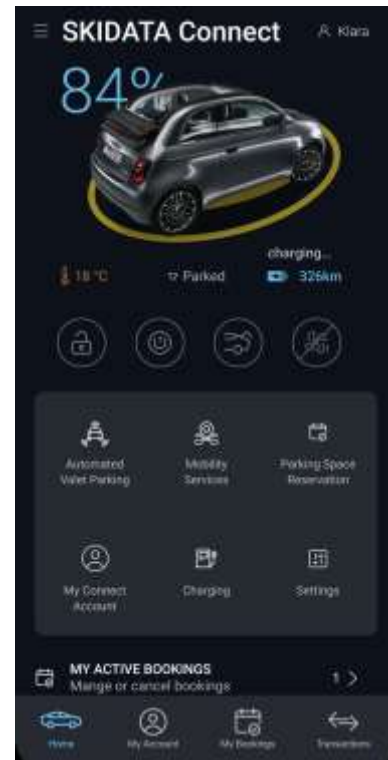 SKIDATA Connect
Klara
84%
charging...
18 °C
Parked
326km
Automated
Valet Parking
Mobility
Services
Parking Space
Reservation
My Connect
Account
Charging
Settings
MY ACTIVE BOOKINGS
Mange or cancel bookings
1
Home
My Account
My Bookings
Transactions